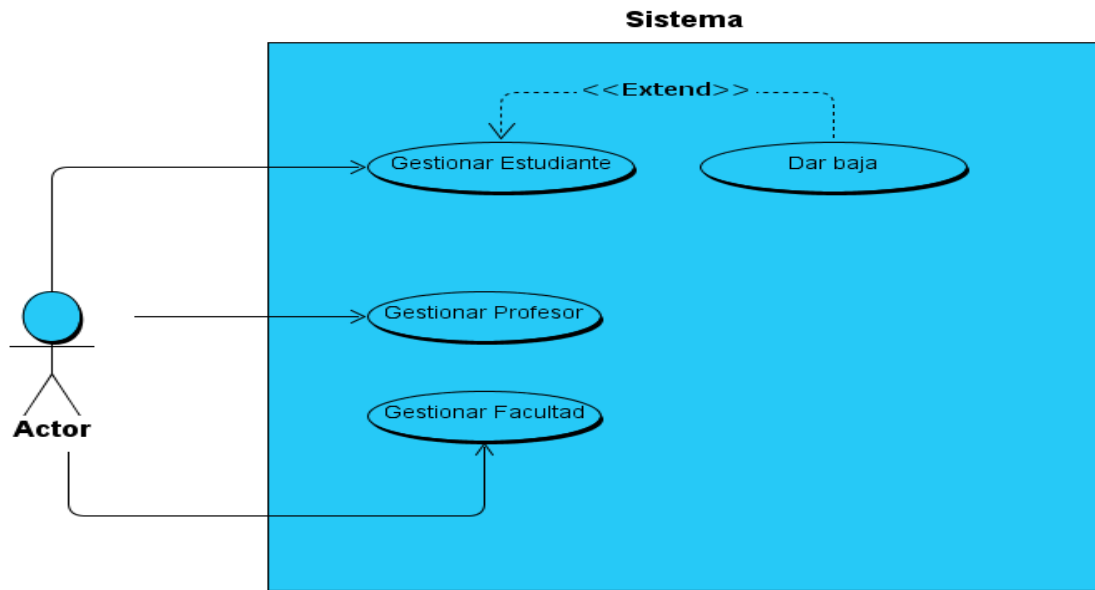 Sistema
<<Extend>>
Gestionar Estudiante
Dar baja
Gestionar Profesor
Gestionar Facultad
Actor